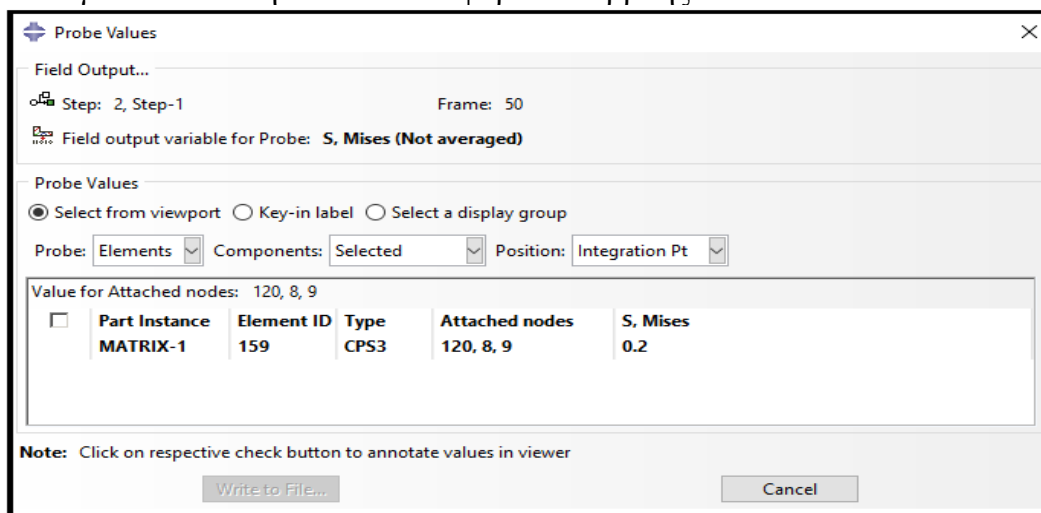 Probe Values
Field Output...
Step: 2, Step-1 Frame: 50
Field output variable for Probe: S, Mises (Not averaged)
Probe Values
Select from viewport Key-in label Select a display group
Probe: Elements Components: Selected Position: Integration Pt
Value for Attached nodes: 120, 8, 9
Part Instance Element ID Type Attached nodes S, Mises
MATRIX-1 159 CPS3 120, 8, 9 0.2
Note: Click on respective check button to annotate values in viewer
Write to File... Cancel